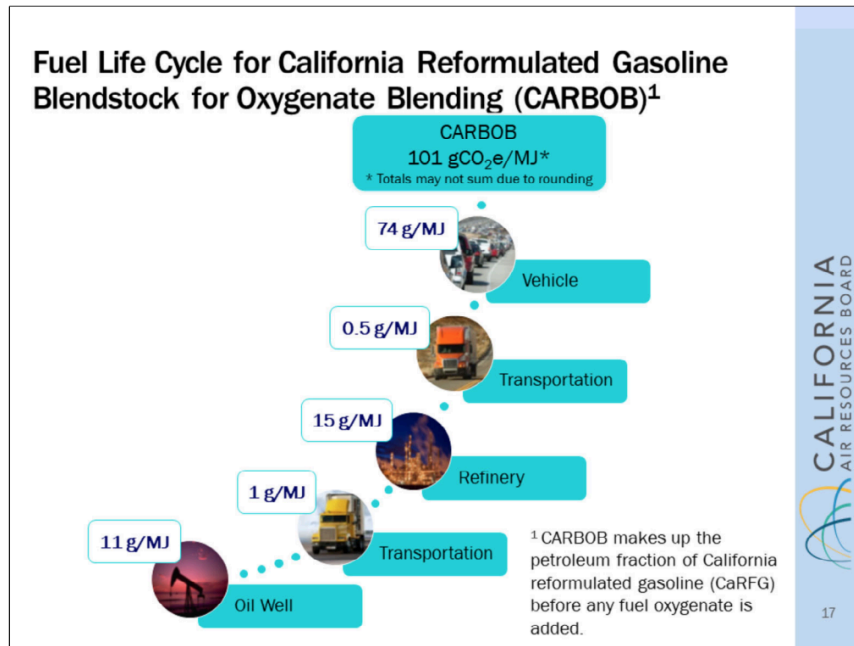 Fuel Life Cycle for California Reformulated Gasoline
Blendstock for Oxygenate Blending (CARBOB)¹
CARBOB
101 gCO₂e/MJ*
* Totals may not sum due to rounding
74 g/MJ
Vehicle
0.5 g/MJ
Transportation
15 g/MJ
Refinery
1 g/MJ
Transportation
11 g/MJ
Oil Well
¹ CARBOB makes up the
petroleum fraction of California
reformulated gasoline (CaRFG)
before any fuel oxygenate is
added.
CALIFORNIA
AIR RESOURCES BOARD
17